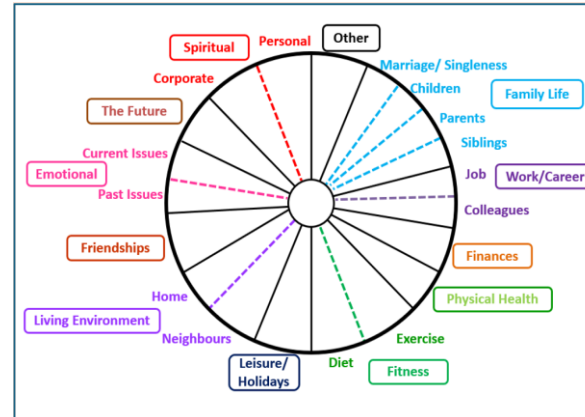 Personal
Other
Spiritual
Marriage/ Singleness
Corporate
Children
Family Life
The Future
Parents
Siblings
Current Issues
Job
Work/Career
Emotional
Past Issues
Colleagues
Friendships
Finances
Home
Physical Health
Living Environment
Neighbours
Exercise
Leisure/
Holidays
Diet
Fitness